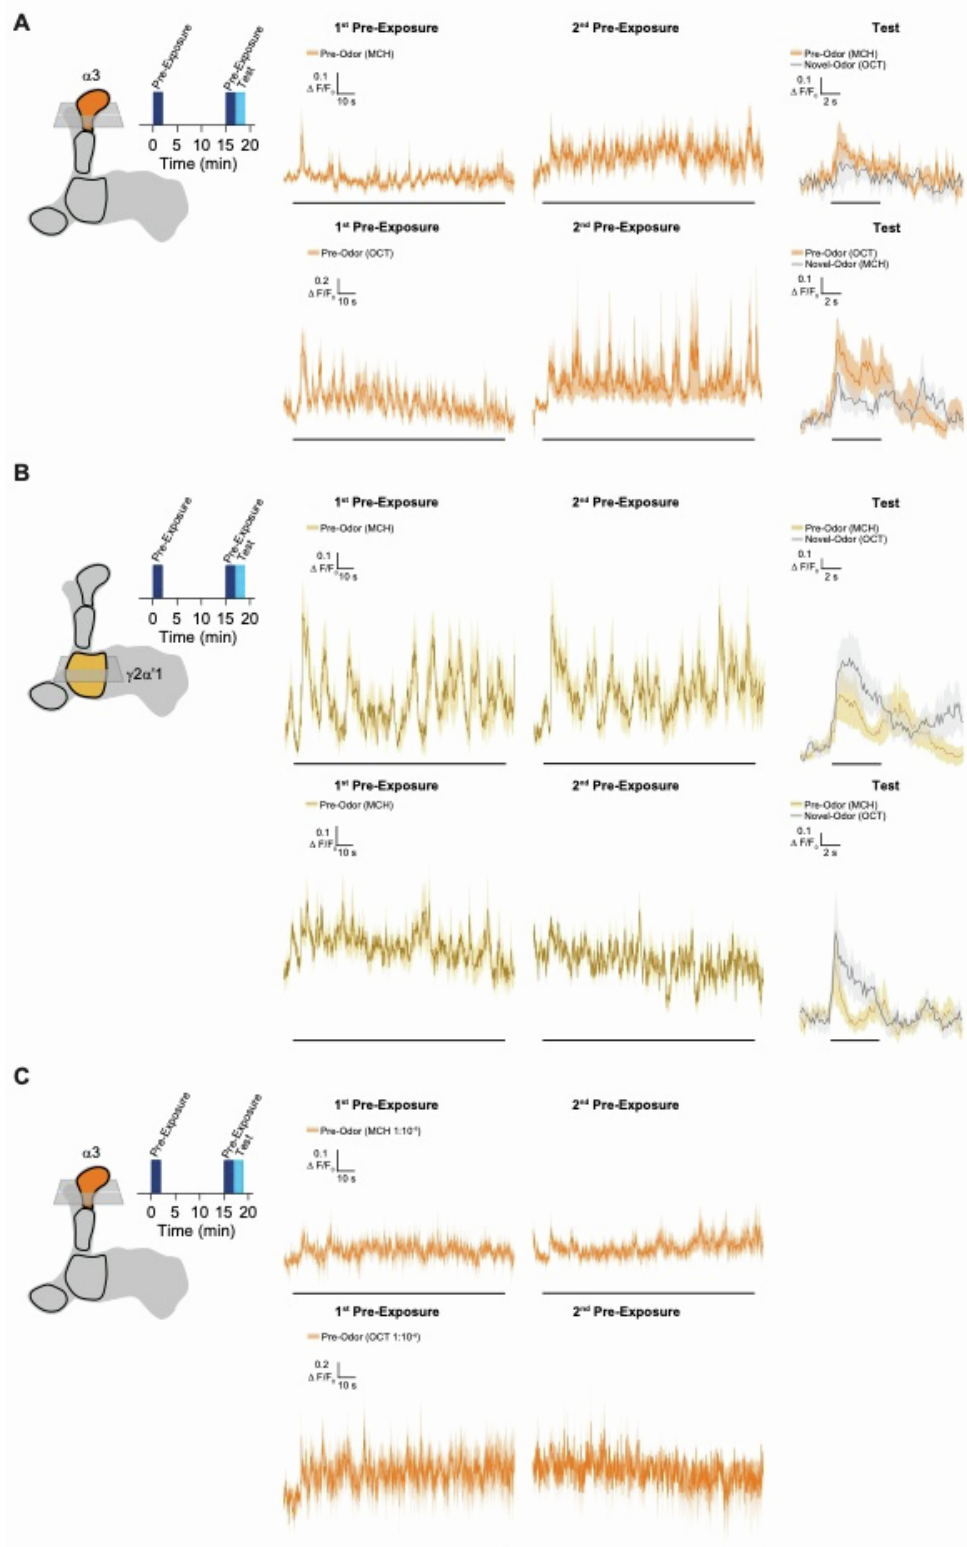 A
α3
Pre-Exposure
Pre-Exposure
Test
0 5 10 15 20
Time (min)
1st Pre-Exposure
2nd Pre-Exposure
Test
Pre-Odor (MCH)
0.1
Δ F/F0
10 s
Pre-Odor (MCH)
Novel-Odor (OCT)
0.1
Δ F/F0
2 s
1st Pre-Exposure
2nd Pre-Exposure
Test
Pre-Odor (OCT)
0.2
Δ F/F0
10 s
Pre-Odor (OCT)
Novel-Odor (MCH)
0.1
Δ F/F0
2 s
B
Pre-Exposure
Pre-Exposure
Test
0 5 10 15 20
Time (min)
γ2α'1
1st Pre-Exposure
2nd Pre-Exposure
Test
Pre-Odor (MCH)
0.1
Δ F/F0
10 s
Pre-Odor (MCH)
Novel-Odor (OCT)
0.1
Δ F/F0
2 s
1st Pre-Exposure
2nd Pre-Exposure
Test
Pre-Odor (MCH)
0.1
Δ F/F0
10 s
Pre-Odor (MCH)
Novel-Odor (OCT)
0.1
Δ F/F0
2 s
C
α3
Pre-Exposure
Pre-Exposure
Test
0 5 10 15 20
Time (min)
1st Pre-Exposure
2nd Pre-Exposure
Pre-Odor (MCH
0.1
Δ F/F0
10 s
1st Pre-Exposure
2nd Pre-Exposure
Pre-Odor (OCT
0.2
Δ F/F0
10 s